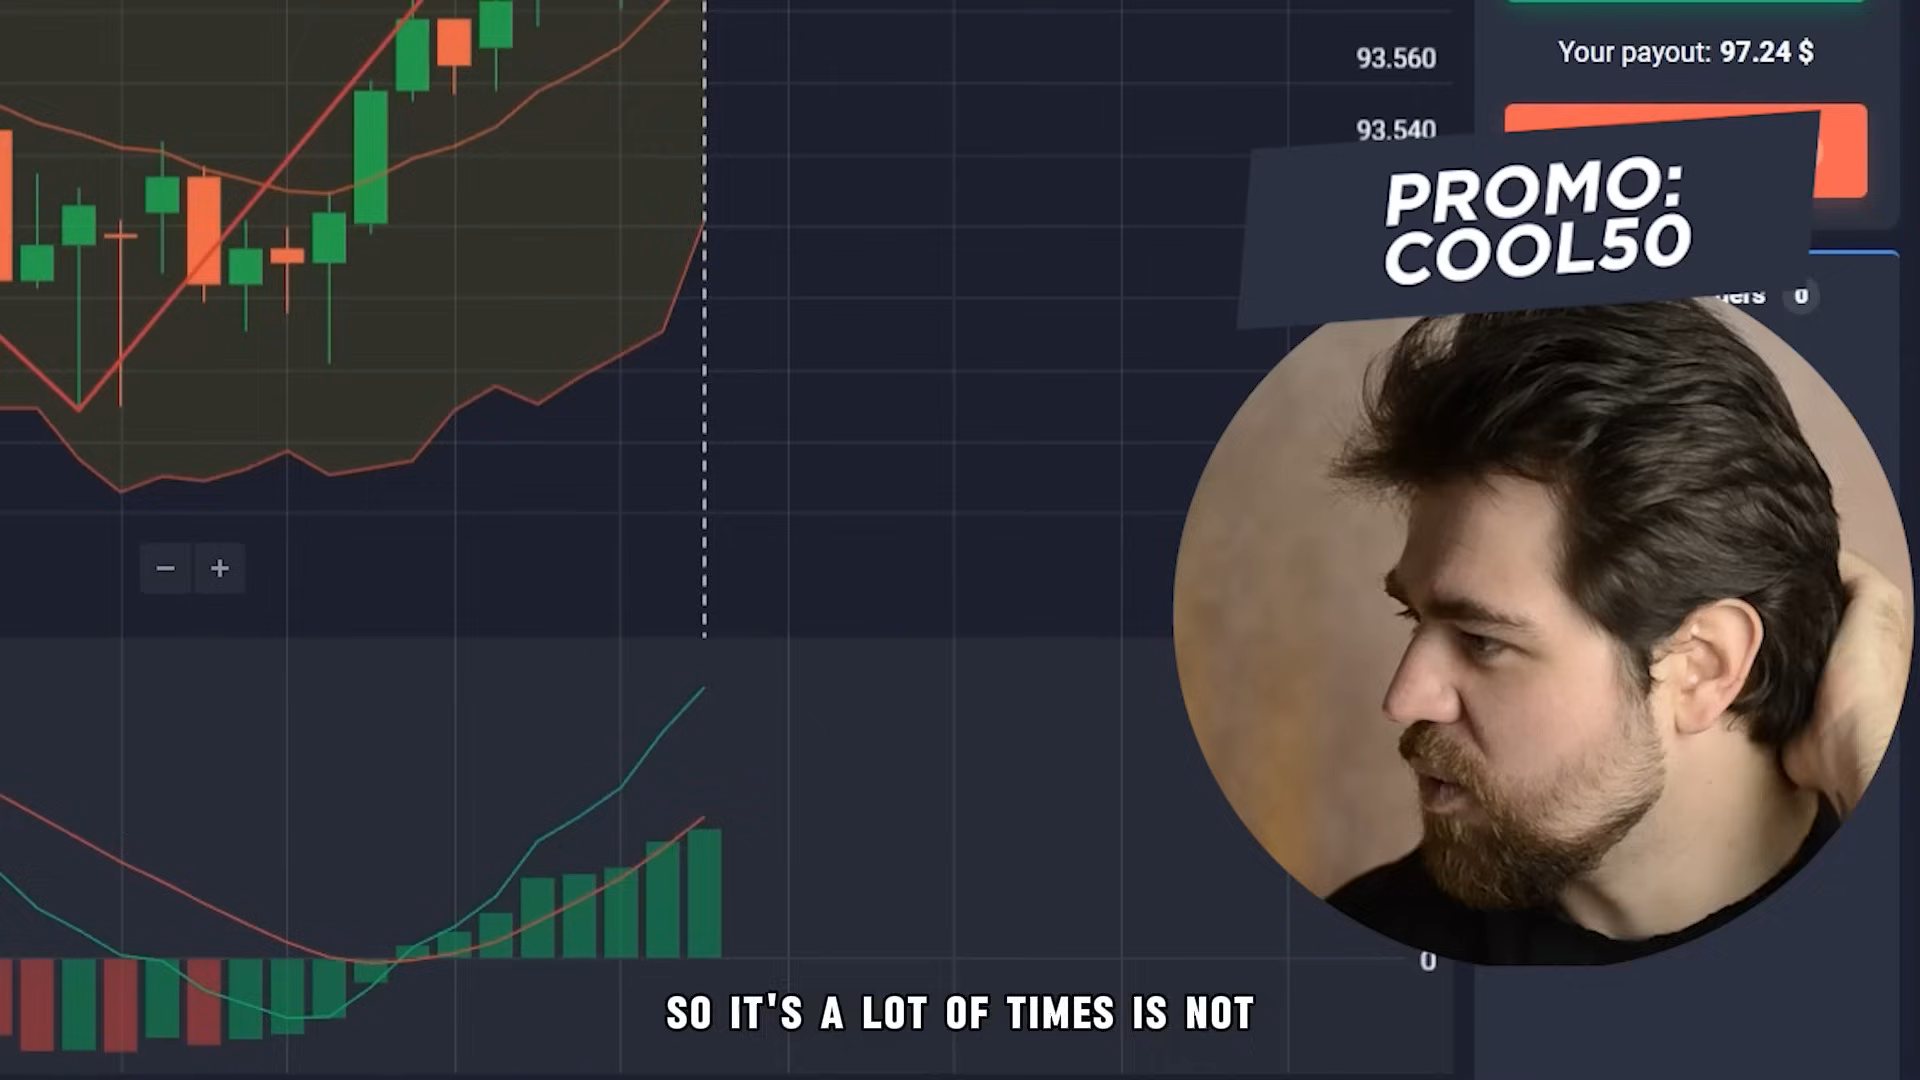 93.560
Your payout: 97.24 $
93.540
PROMO:
COOL50
0
0
SO IT'S A LOT OF TIMES IS NOT